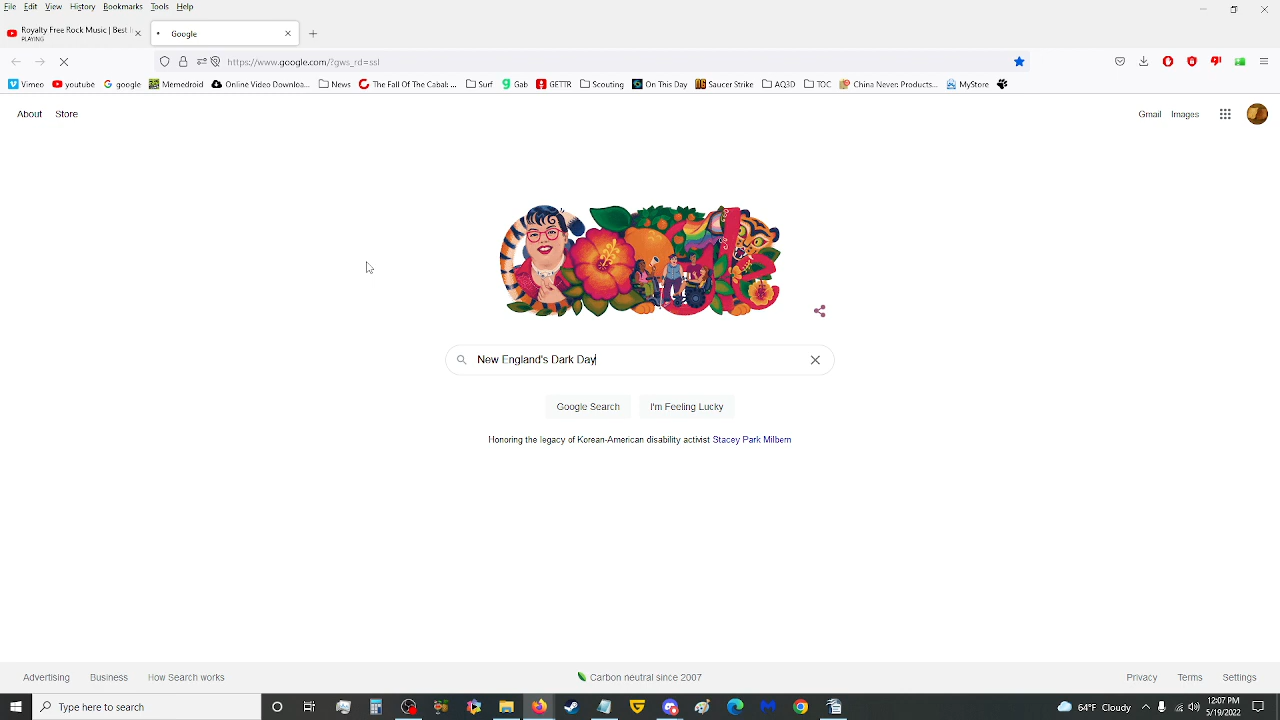 File Edit View History Bookmarks Tools Help
Royalty Free Rock Music | Best
PLAYING
Google
https://www.google.com/?gws_rd=ssl
Vimeo youtube google Memedroid Online Video Downloa... News The Fall Of The Cabal: ... Surf Gab GETTR Scouting On This Day Saucer Strike AQ3D TOC China Never Products... MyStore
About Store
Gmail Images
New England's Dark Day
Google Search I'm Feeling Lucky
Honoring the legacy of Korean-American disability activist Stacey Park Milbern
Advertising Business How Search works
Carbon neutral since 2007
Privacy Terms Settings
Type here to search
64°F Cloudy
12:07 PM
5/19/2022